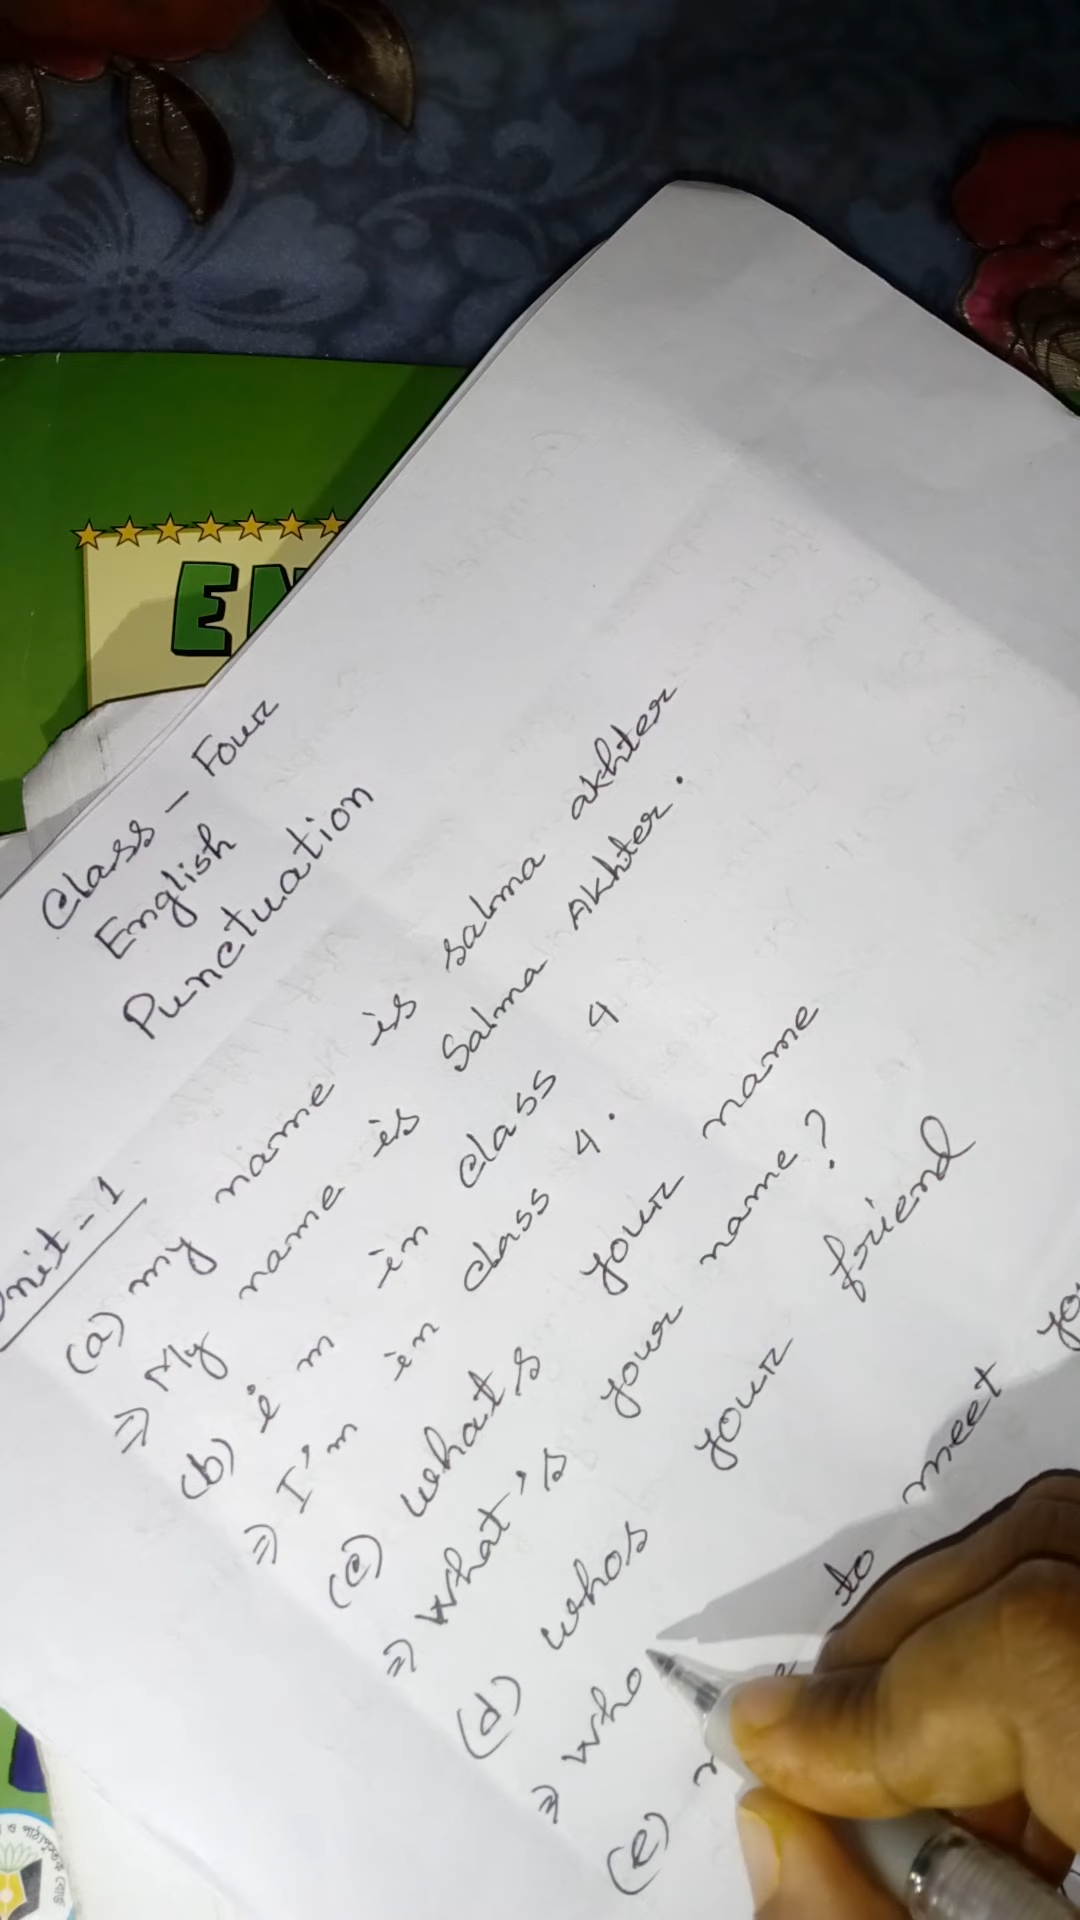 EN
Class - Four
English
Punctuation
Unit - 1
(a) my name is salma akhter
=> My name is Salma Akhter.
(b) i m in class 4
=> I'm in class 4.
(c) whats your name
=> What's your name?
(d) whos your friend
=> Who
(e) to meet